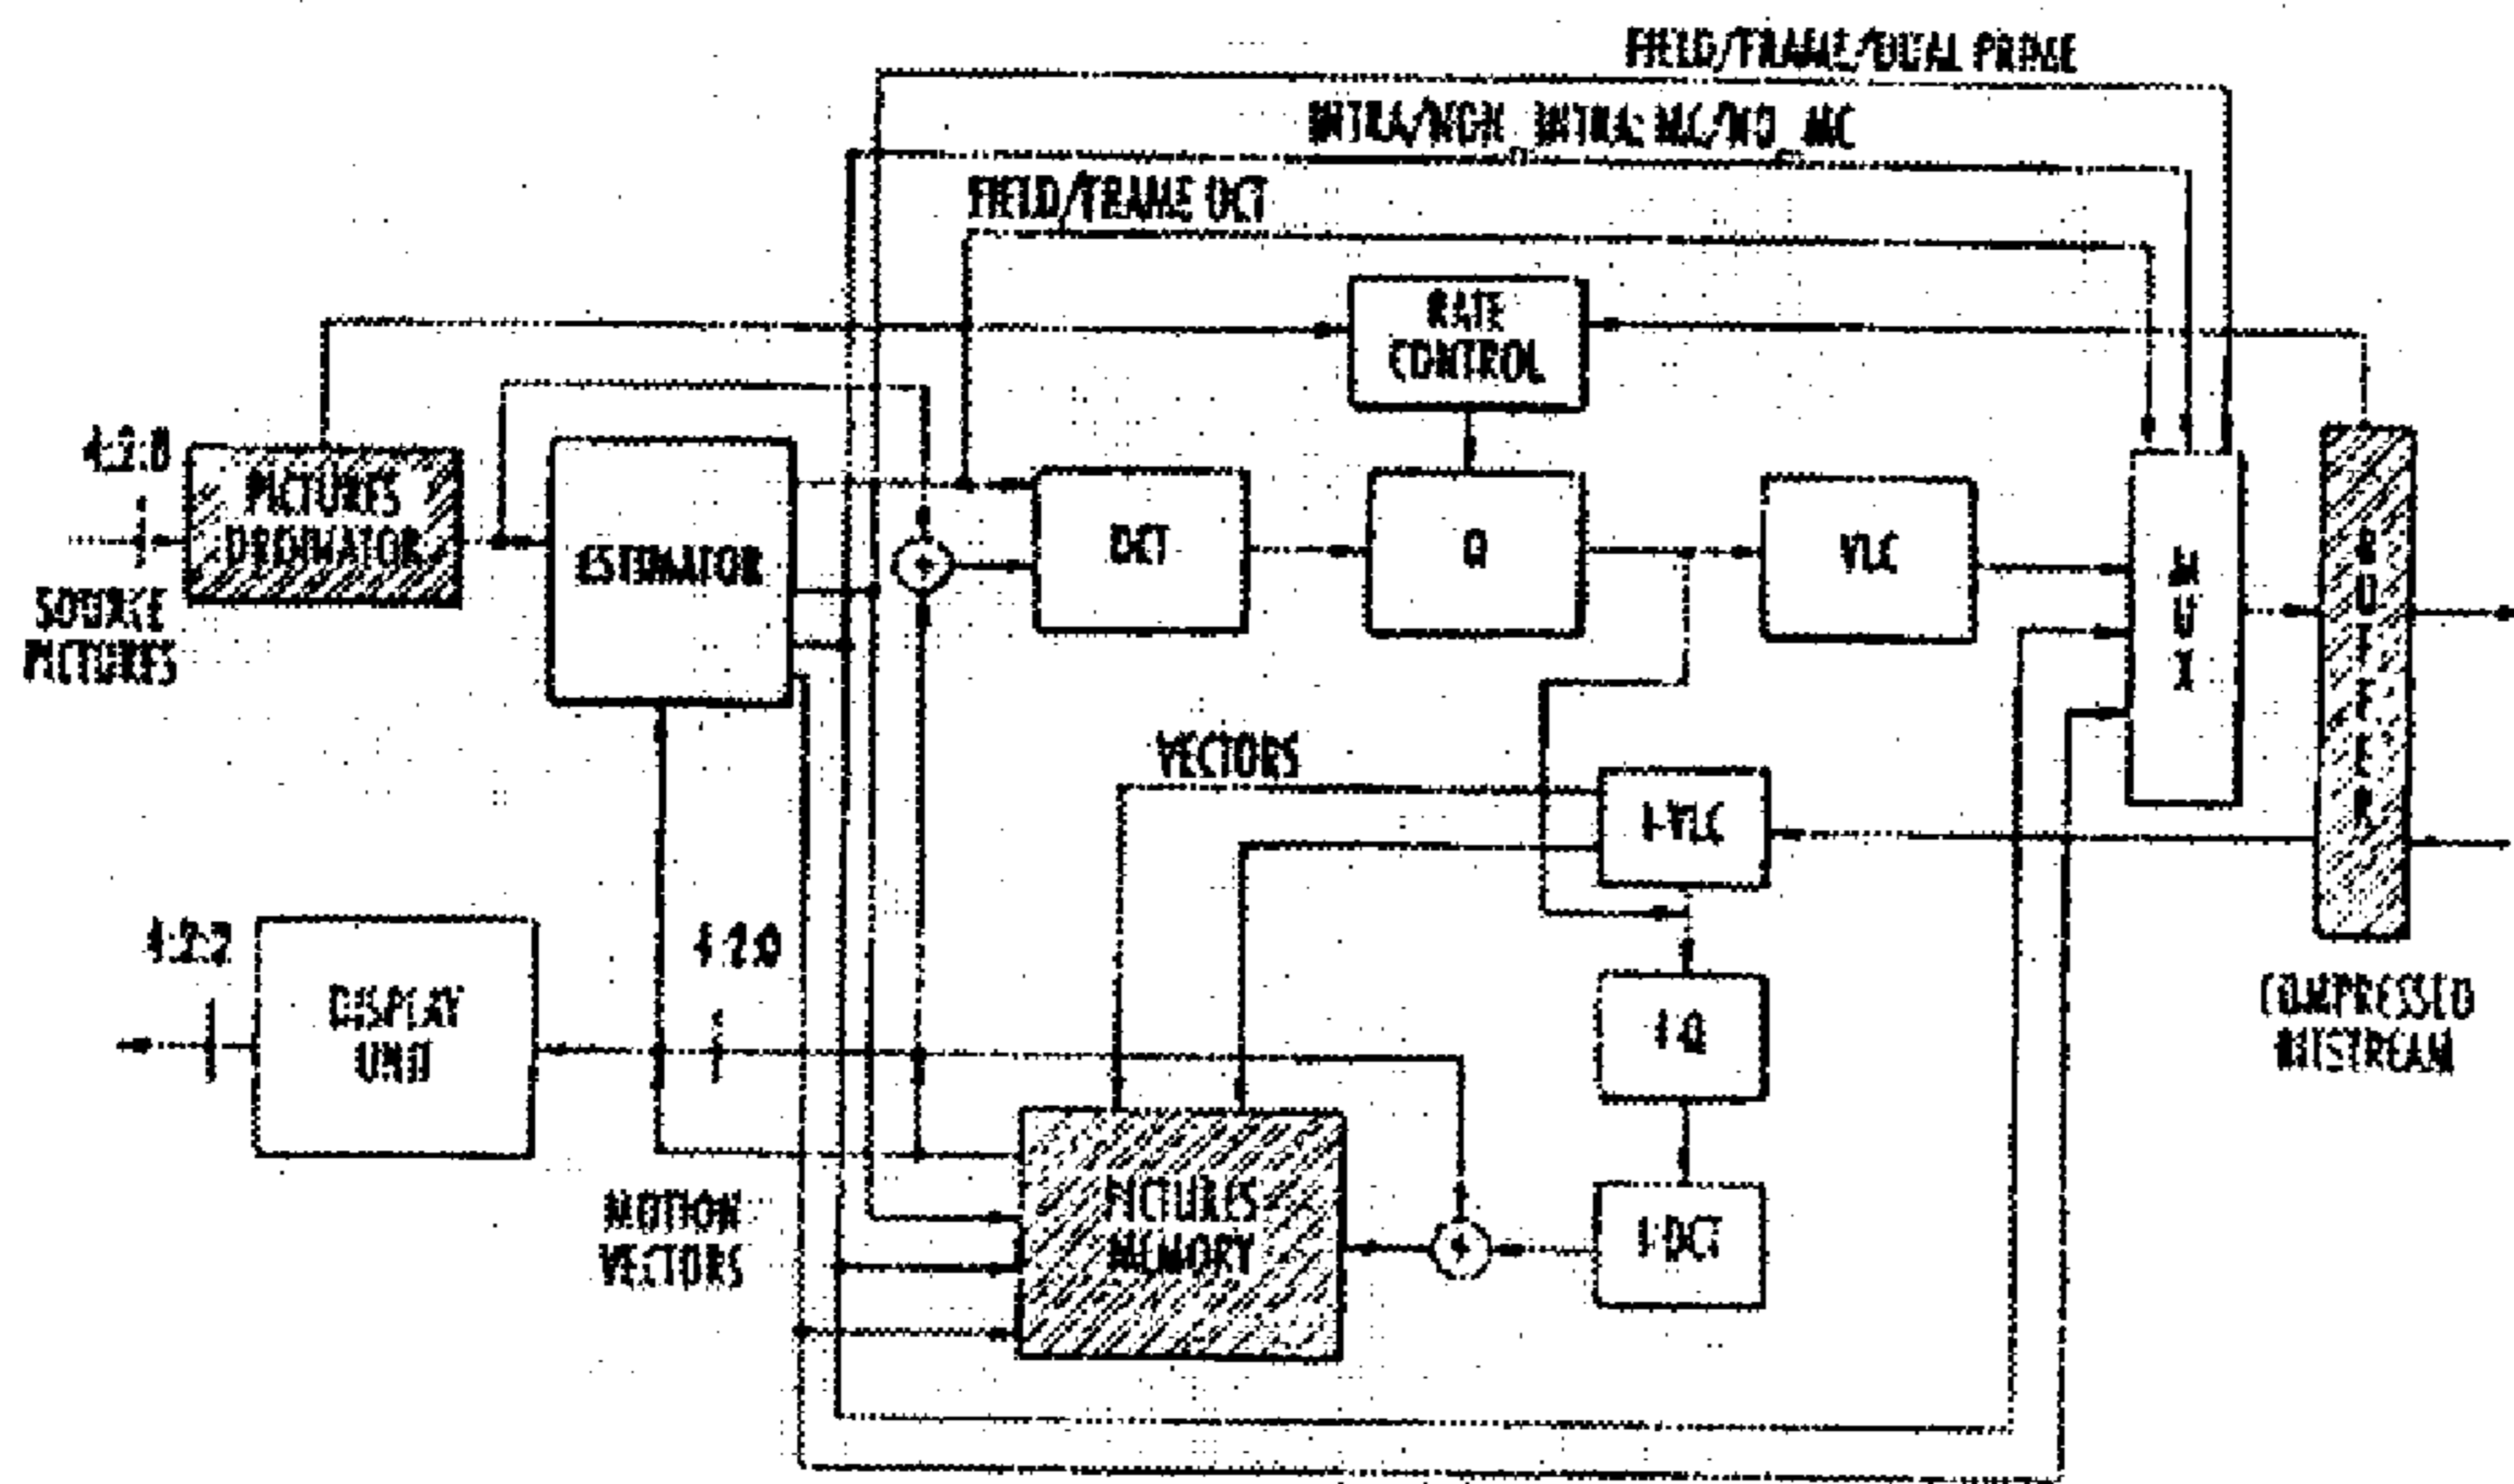 FIELD/FRAME/DUAL PRIME
INTRA/NON_INTRA; MC/NO_MC
FIELD/FRAME DCT
RATE
CONTROL
4:2:0
PICTURES
SOURCE
PICTURES
ESTIMATOR
+
DCT
Q
VLC
MUX
BUFFER
VECTORS
I-VLC
4:2:2
DISPLAY
UNIT
4:2:0
I-Q
COMPRESSED
BITSTREAM
MOTION
VECTORS
PICTURES
MEMORY
+
I-DCT